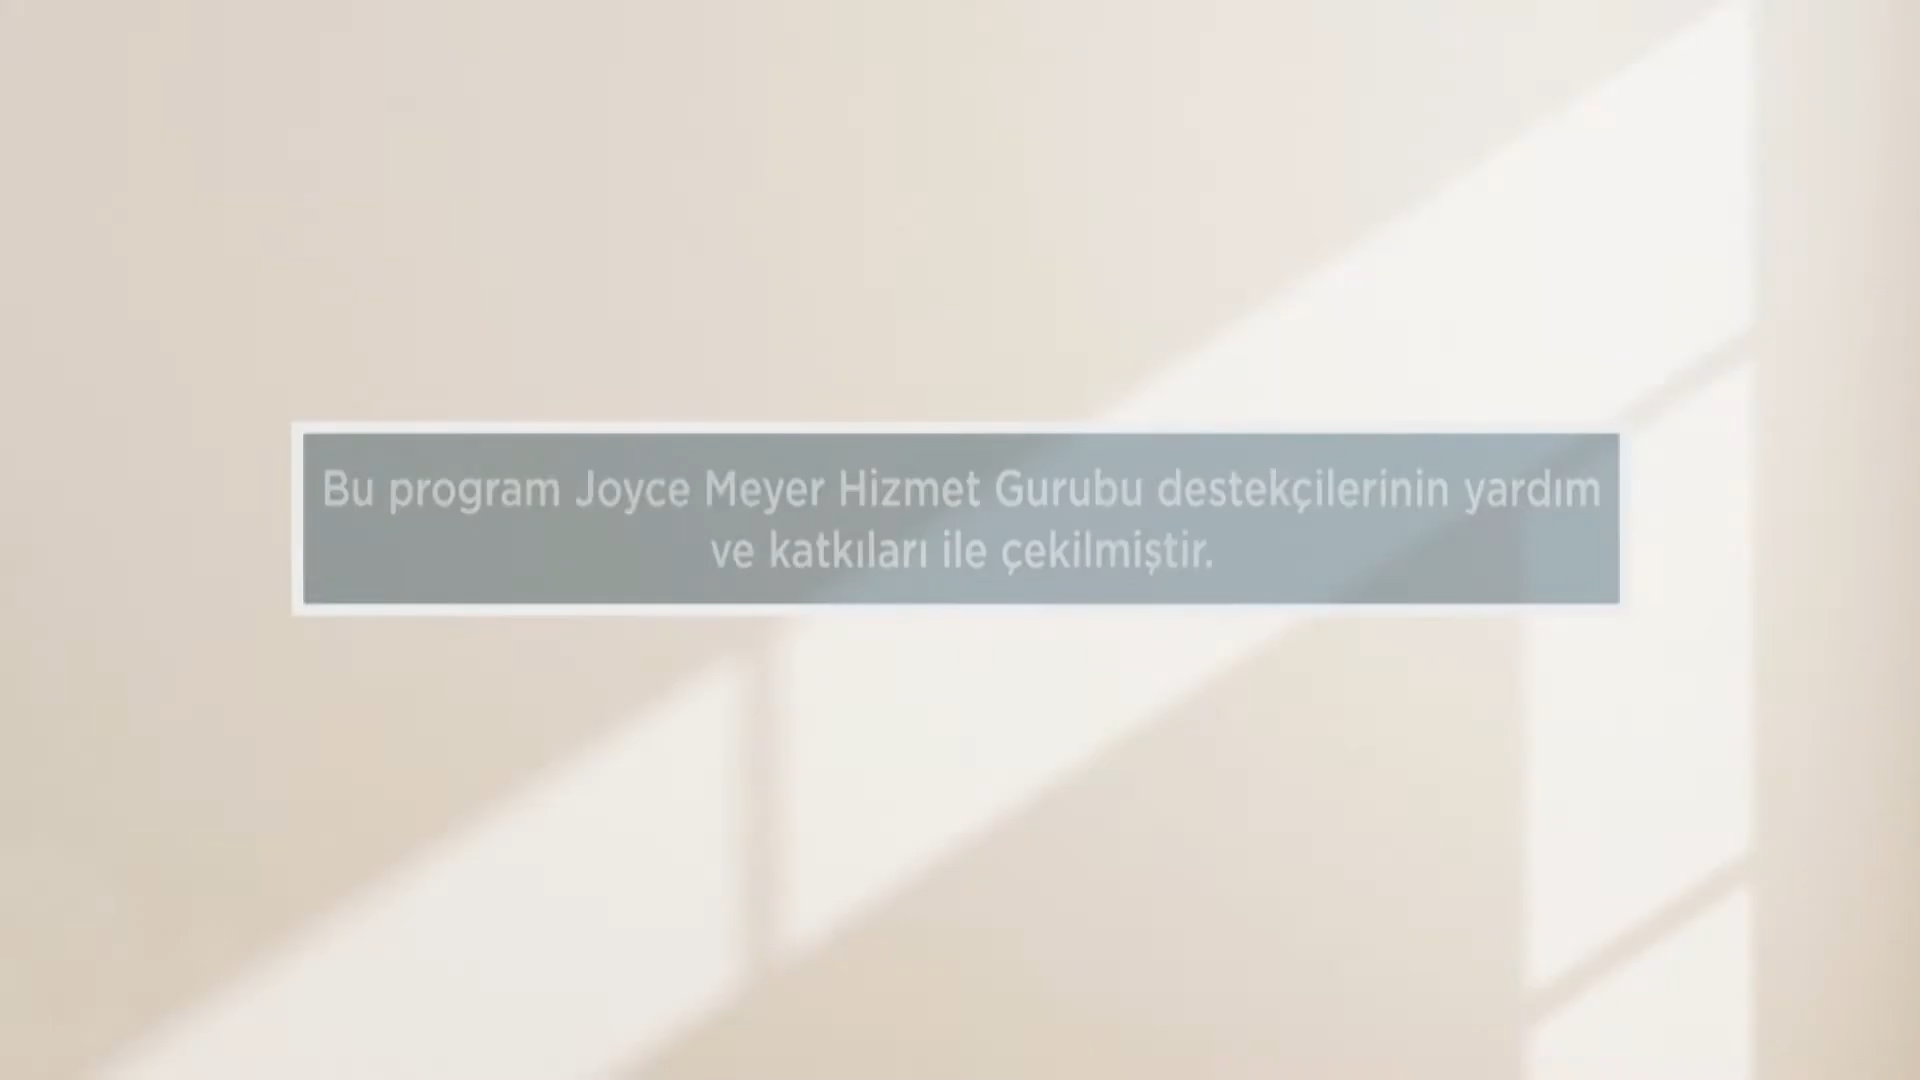 Bu program Joyce Meyer Hizmet Gurubu destekçilerinin yardım
ve katkıları ile çekilmiştir.